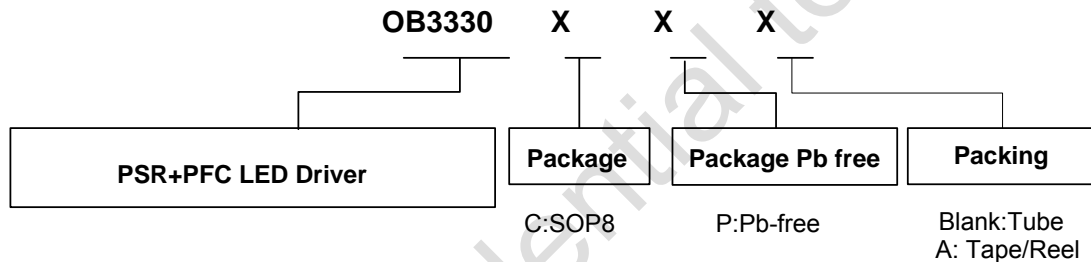 OB3330 X X X
PSR+PFC LED Driver
Package
Package Pb free
Packing
C:SOP8
P:Pb-free
Blank:Tube
A: Tape/Reel